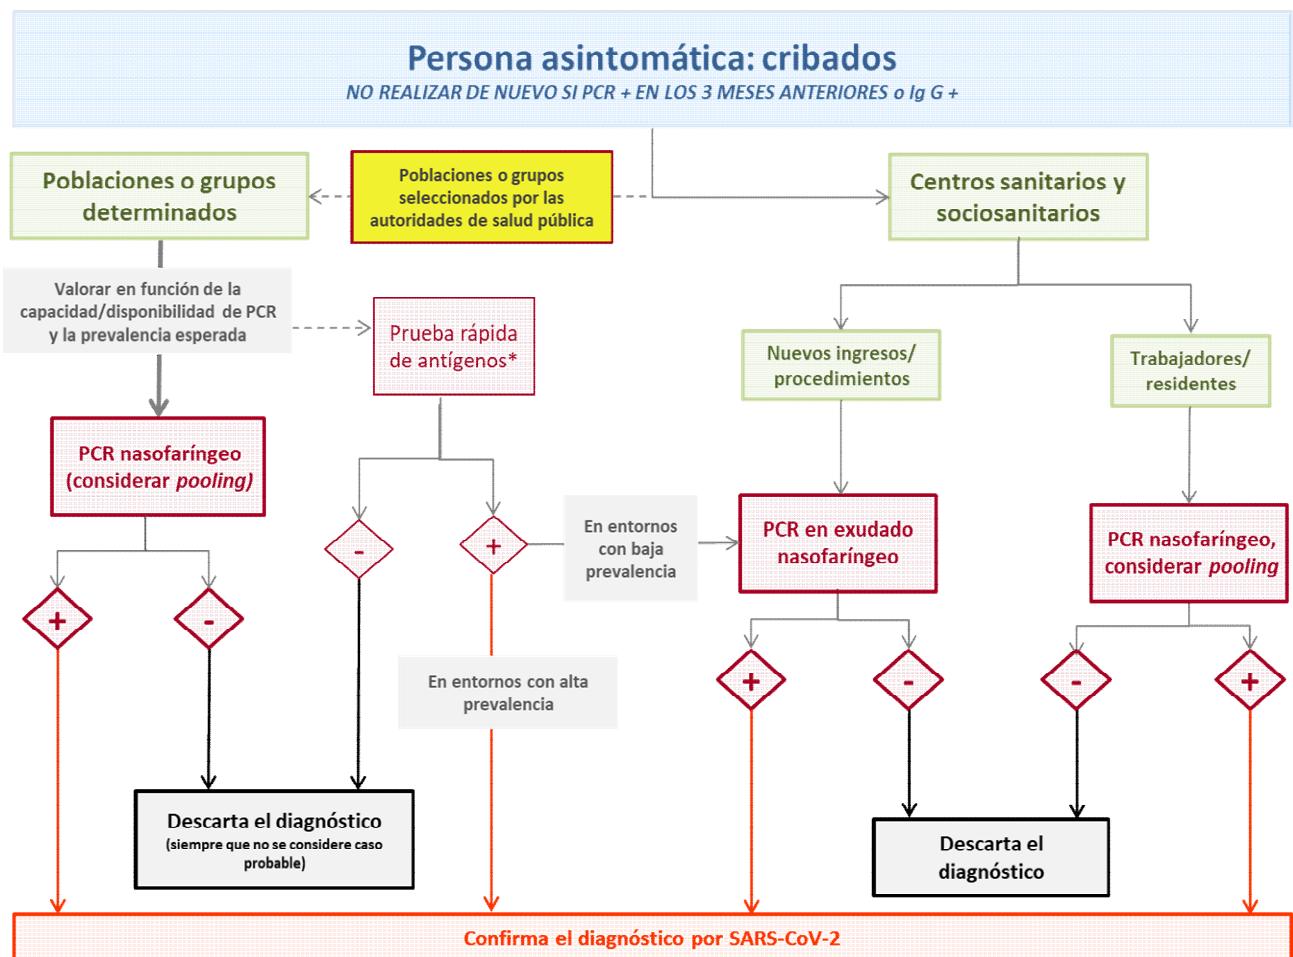 Persona asintomática: cribados
NO REALIZAR DE NUEVO SI PCR + EN LOS 3 MESES ANTERIORES o Ig G +
Poblaciones o grupos
determinados
Poblaciones o grupos
seleccionados por las
autoridades de salud pública
Centros sanitarios y
sociosanitarios
Valorar en función de la
capacidad/disponibilidad de PCR
y la prevalencia esperada
Prueba rápida
de antígenos*
Nuevos ingresos/
procedimientos
Trabajadores/
residentes
PCR nasofaríngeo
(considerar pooling)
En entornos
con baja
prevalencia
PCR en exudado
nasofaríngeo
PCR nasofaríngeo,
considerar pooling
-
+
+
-
+
-
-
+
En entornos con alta
prevalencia
Descarta el diagnóstico
(siempre que no se considere caso
probable)
Descarta el
diagnóstico
Confirma el diagnóstico por SARS-CoV-2